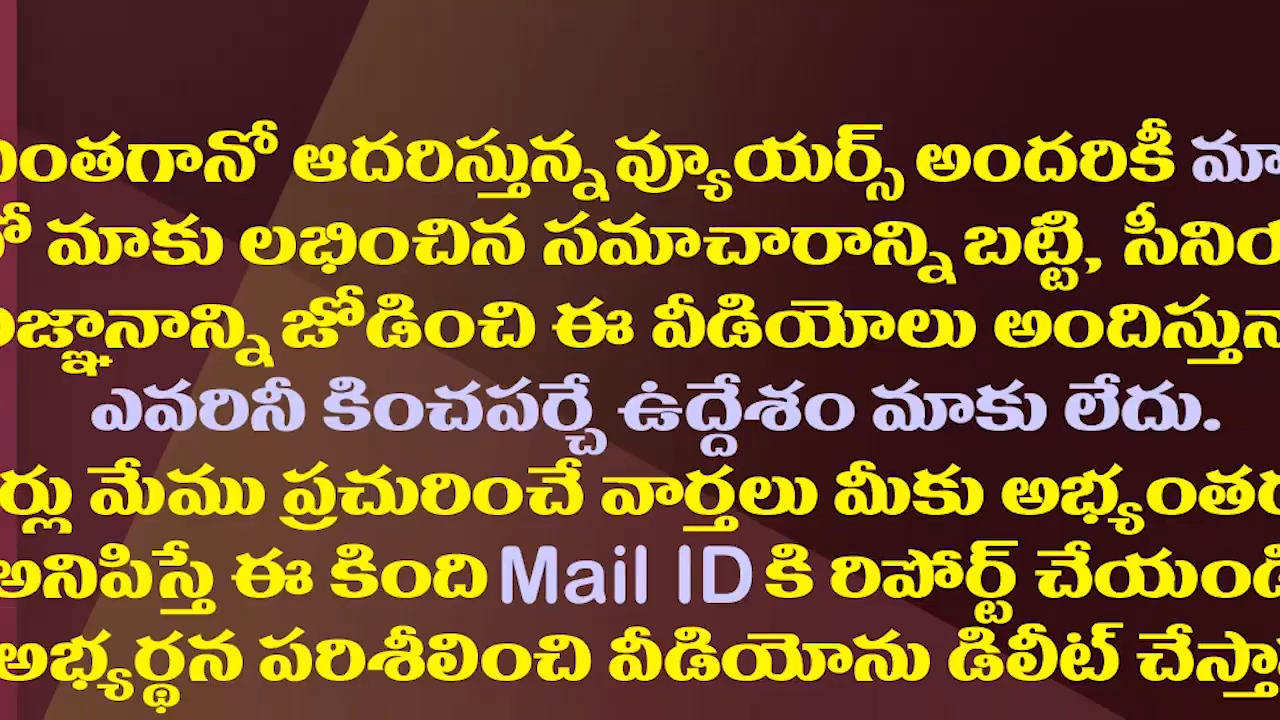 ఆదరిస్తున్న వ్యూయర్స్ అందరికీ మా
మాకు లభించిన సమాచారాన్ని బట్టి, సీనియ
జోడించి ఈ వీడియోలు అందిస్తున
ఎవరినీ కించపర్చే ఉద్దేశం మాకు లేదు.
మేము ప్రచురించే వార్తలు మీకు అభ్యంతర
అనిపిస్తే ఈ కింది Mail ID కి రిపోర్ట్ చేయండి
అభ్యర్థన పరిశీలించి వీడియోను డిలీట్ చేస్తా